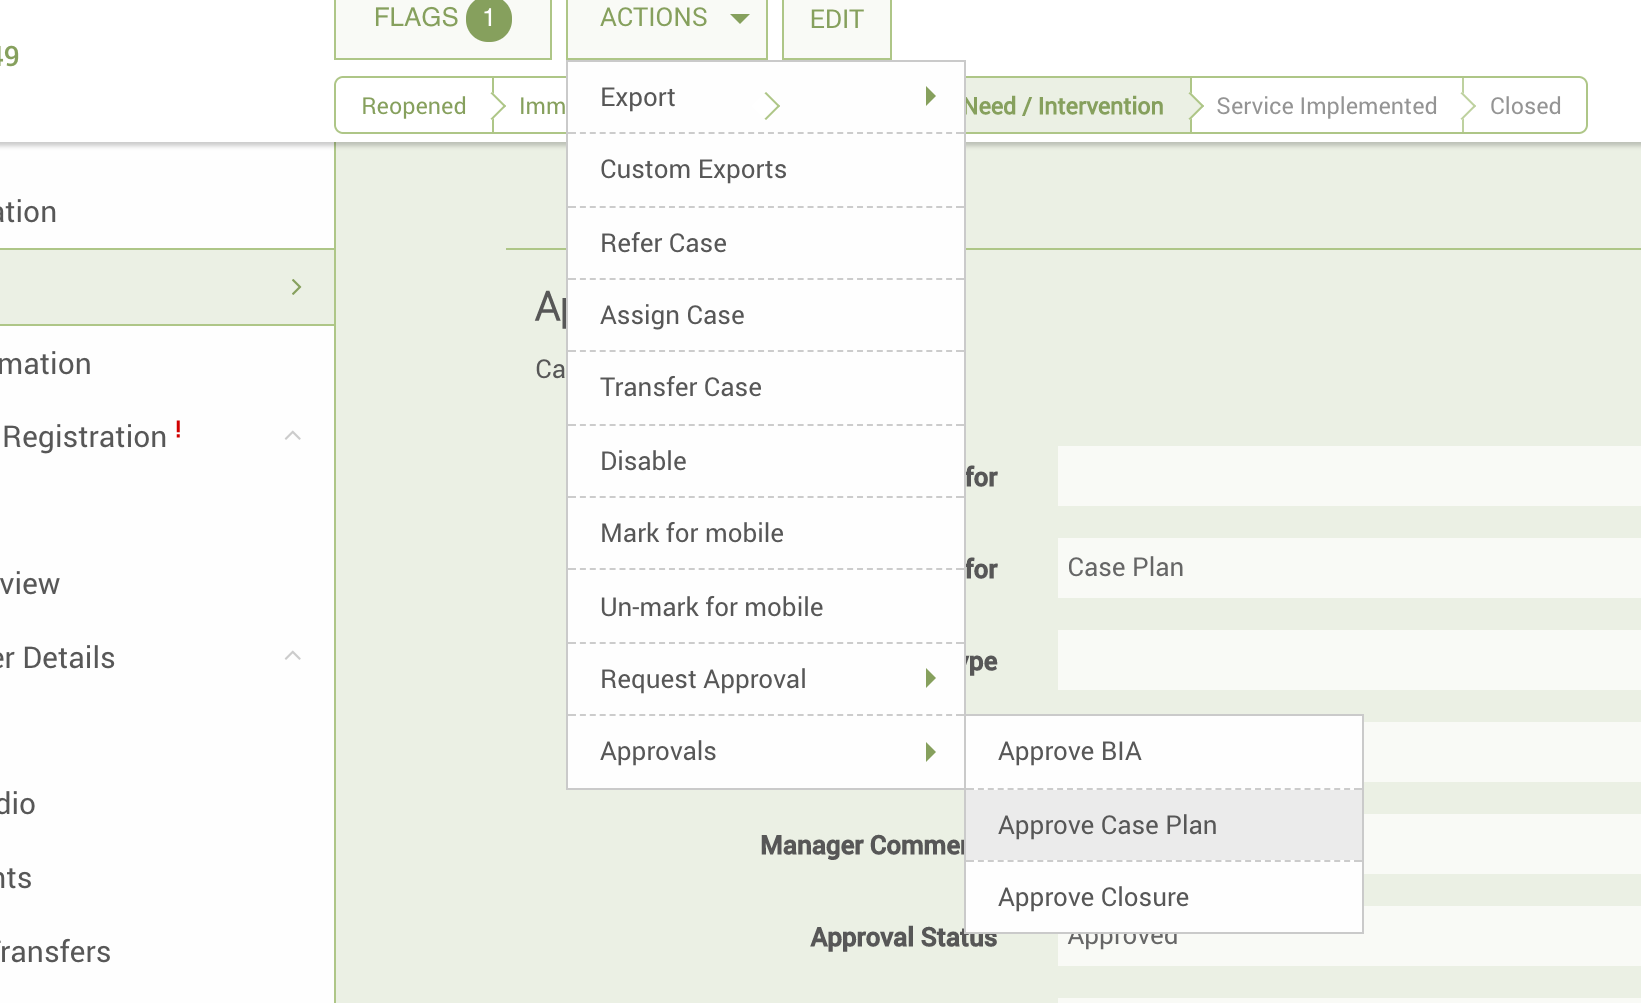 FLAGS 1 ACTIONS EDIT
49
Reopened Imm Need / Intervention Service Implemented Closed
Export
Custom Exports
Refer Case
Assign Case
Transfer Case
Disable
Mark for mobile
Un-mark for mobile
Request Approval
Approvals
Approve BIA
Approve Case Plan
Approve Closure
ation
mation
Registration !
view
er Details
dio
nts
ransfers
Ap
Ca
for
for Case Plan
ype
Manager Commen
Approval Status Approved